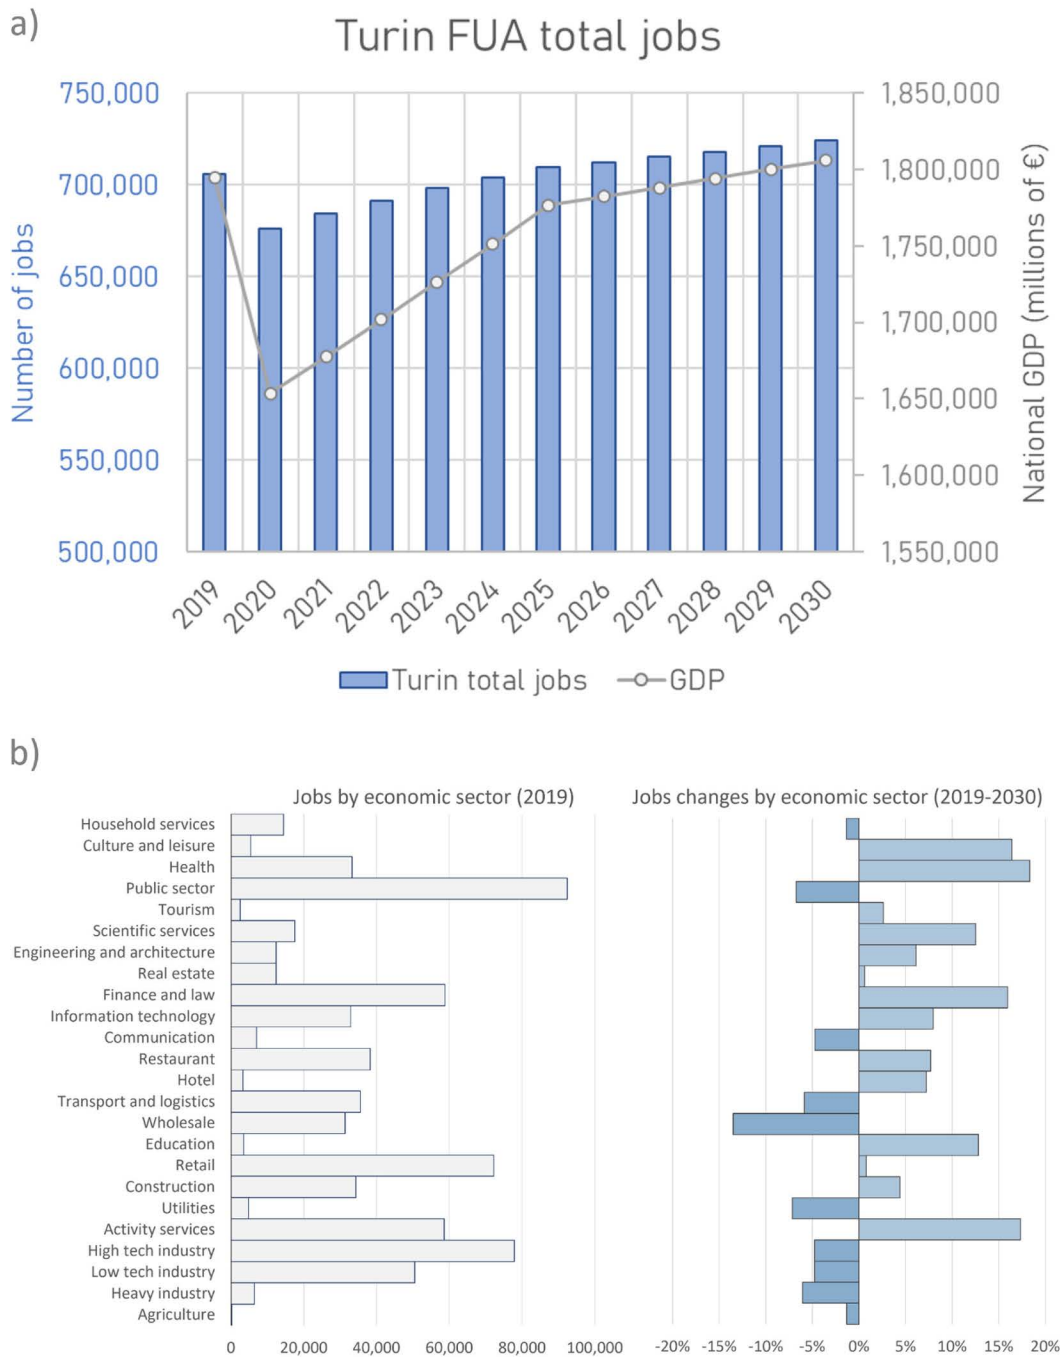 a)
Turin FUA total jobs
750,000
700,000
650,000
600,000
550,000
500,000
Number of jobs
1,850,000
1,800,000
1,750,000
1,700,000
1,650,000
1,600,000
1,550,000
National GDP (millions of €)
2019 2020 2021 2022 2023 2024 2025 2026 2027 2028 2029 2030
Turin total jobs GDP
b)
Jobs by economic sector (2019)
Jobs changes by economic sector (2019-2030)
Household services
Culture and leisure
Health
Public sector
Tourism
Scientific services
Engineering and architecture
Real estate
Finance and law
Information technology
Communication
Restaurant
Hotel
Transport and logistics
Wholesale
Education
Retail
Construction
Utilities
Activity services
High tech industry
Low tech industry
Heavy industry
Agriculture
0 20,000 40,000 60,000 80,000 100,000
-20% -15% -10% -5% 0% 5% 10% 15% 20%